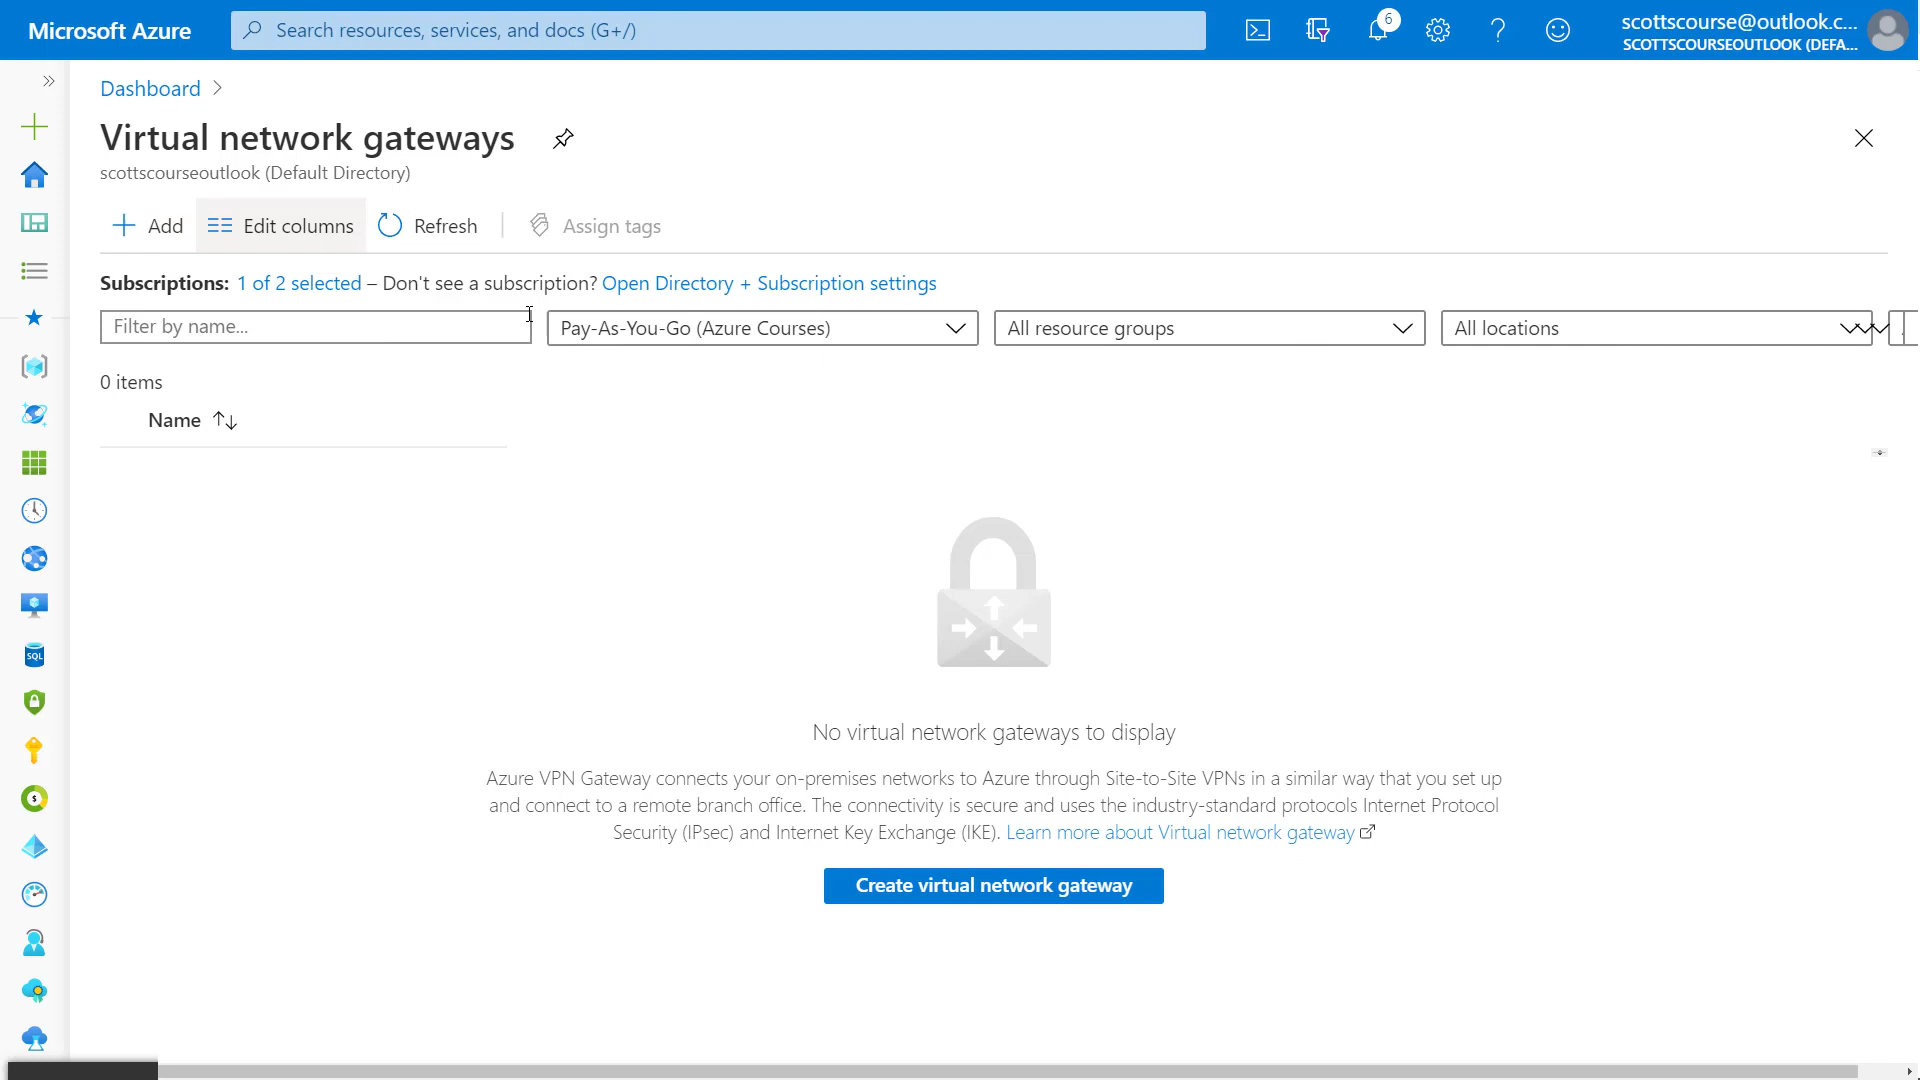 Microsoft Azure
Search resources, services, and docs (G+/)
6
scottscourse@outlook.c...
SCOTTSCOURSEOUTLOOK (DEFA...
Dashboard
Virtual network gateways
scottscourseoutlook (Default Directory)
Add
Edit columns
Refresh
Assign tags
Subscriptions: 1 of 2 selected – Don't see a subscription? Open Directory + Subscription settings
Filter by name...
Pay-As-You-Go (Azure Courses)
All resource groups
All locations
0 items
Name
SQL
No virtual network gateways to display
Azure VPN Gateway connects your on-premises networks to Azure through Site-to-Site VPNs in a similar way that you set up
and connect to a remote branch office. The connectivity is secure and uses the industry-standard protocols Internet Protocol
Security (IPsec) and Internet Key Exchange (IKE). Learn more about Virtual network gateway
Create virtual network gateway